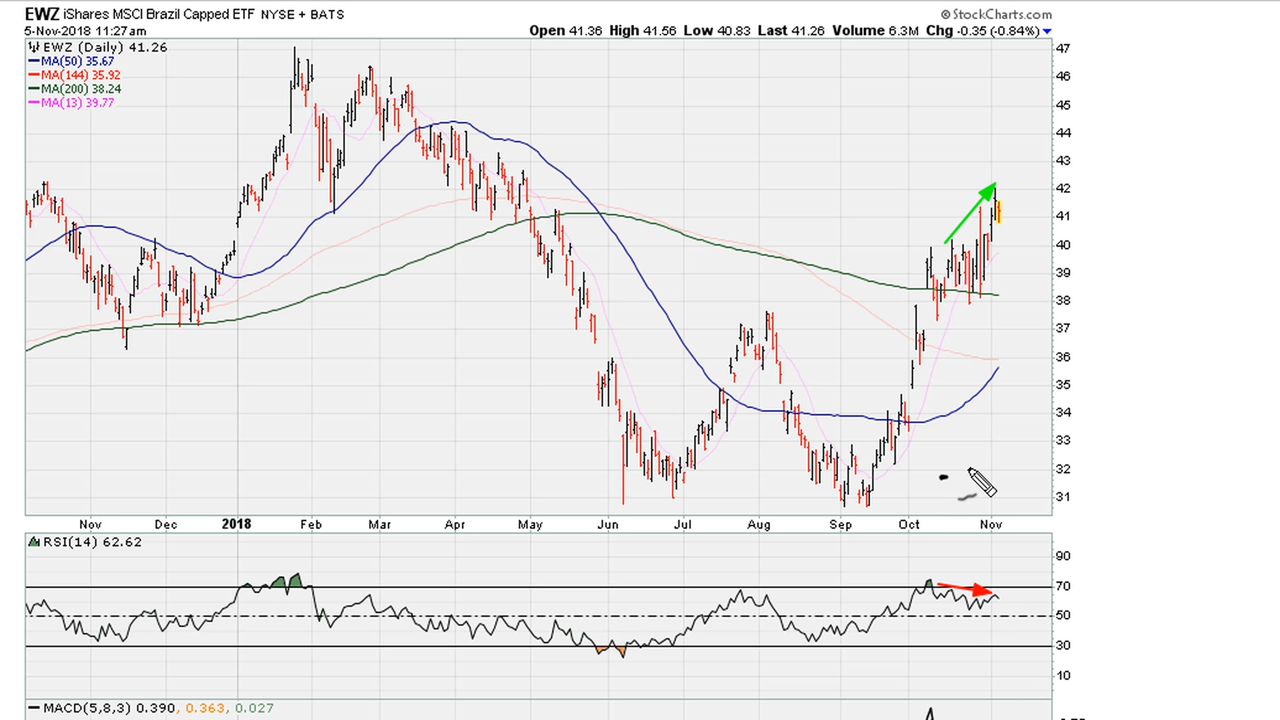 EWZ iShares MSCI Brazil Capped ETF NYSE + BATS
© StockCharts.com
5-Nov-2018 11:27am
Open 41.36 High 41.56 Low 40.83 Last 41.26 Volume 6.3M Chg -0.35 (-0.84%)
EWZ (Daily) 41.26
MA(50) 35.67
MA(144) 35.92
MA(200) 38.24
MA(13) 39.77
47
46
45
44
43
42
41
40
39
38
37
36
35
34
33
32
31
Nov Dec 2018 Feb Mar Apr May Jun Jul Aug Sep Oct Nov
RSI(14) 62.62
90
70
50
30
10
MACD(5,8,3) 0.390, 0.363, 0.027